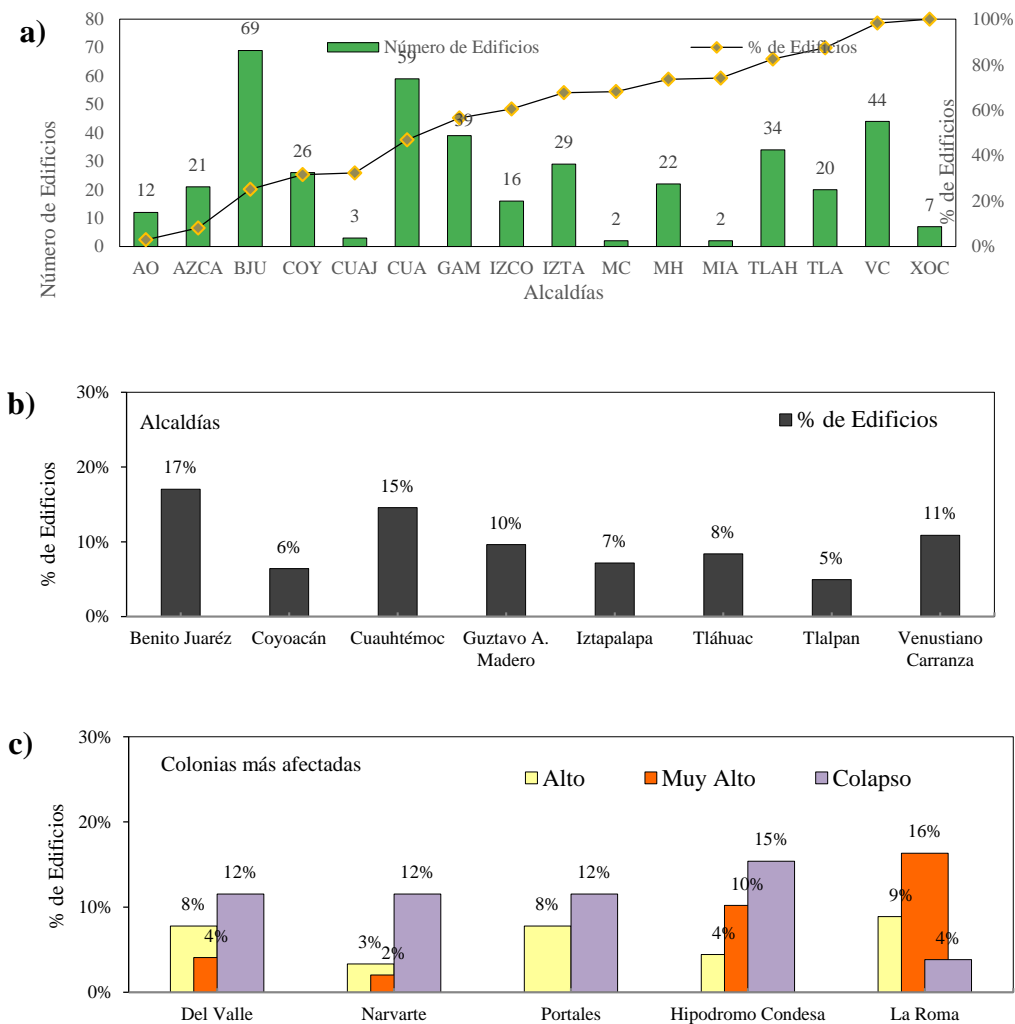 a)
Número de Edificios
% de Edificios
80
70
60
50
40
30
20
10
0
100%
80%
60%
40%
20%
0%
Número de Edificios
% de Edificios
12
21
69
26
3
59
39
16
29
2
22
2
34
20
44
7
AO AZCA BJU COY CUAJ CUA GAM IZCO IZTA MC MH MIA TLAH TLA VC XOC
Alcaldías
b)
% de Edificios
30%
20%
10%
0%
Alcaldías
% de Edificios
17%
6%
15%
10%
7%
8%
5%
11%
Benito Juaréz
Coyoacán
Cuauhtémoc
Guztavo A.
Madero
Iztapalapa
Tláhuac
Tlalpan
Venustiano
Carranza
c)
% de Edificios
30%
20%
10%
0%
Colonias más afectadas
Alto
Muy Alto
Colapso
8%
4%
12%
3%
2%
12%
8%
12%
4%
10%
15%
9%
16%
4%
Del Valle
Narvarte
Portales
Hipodromo Condesa
La Roma